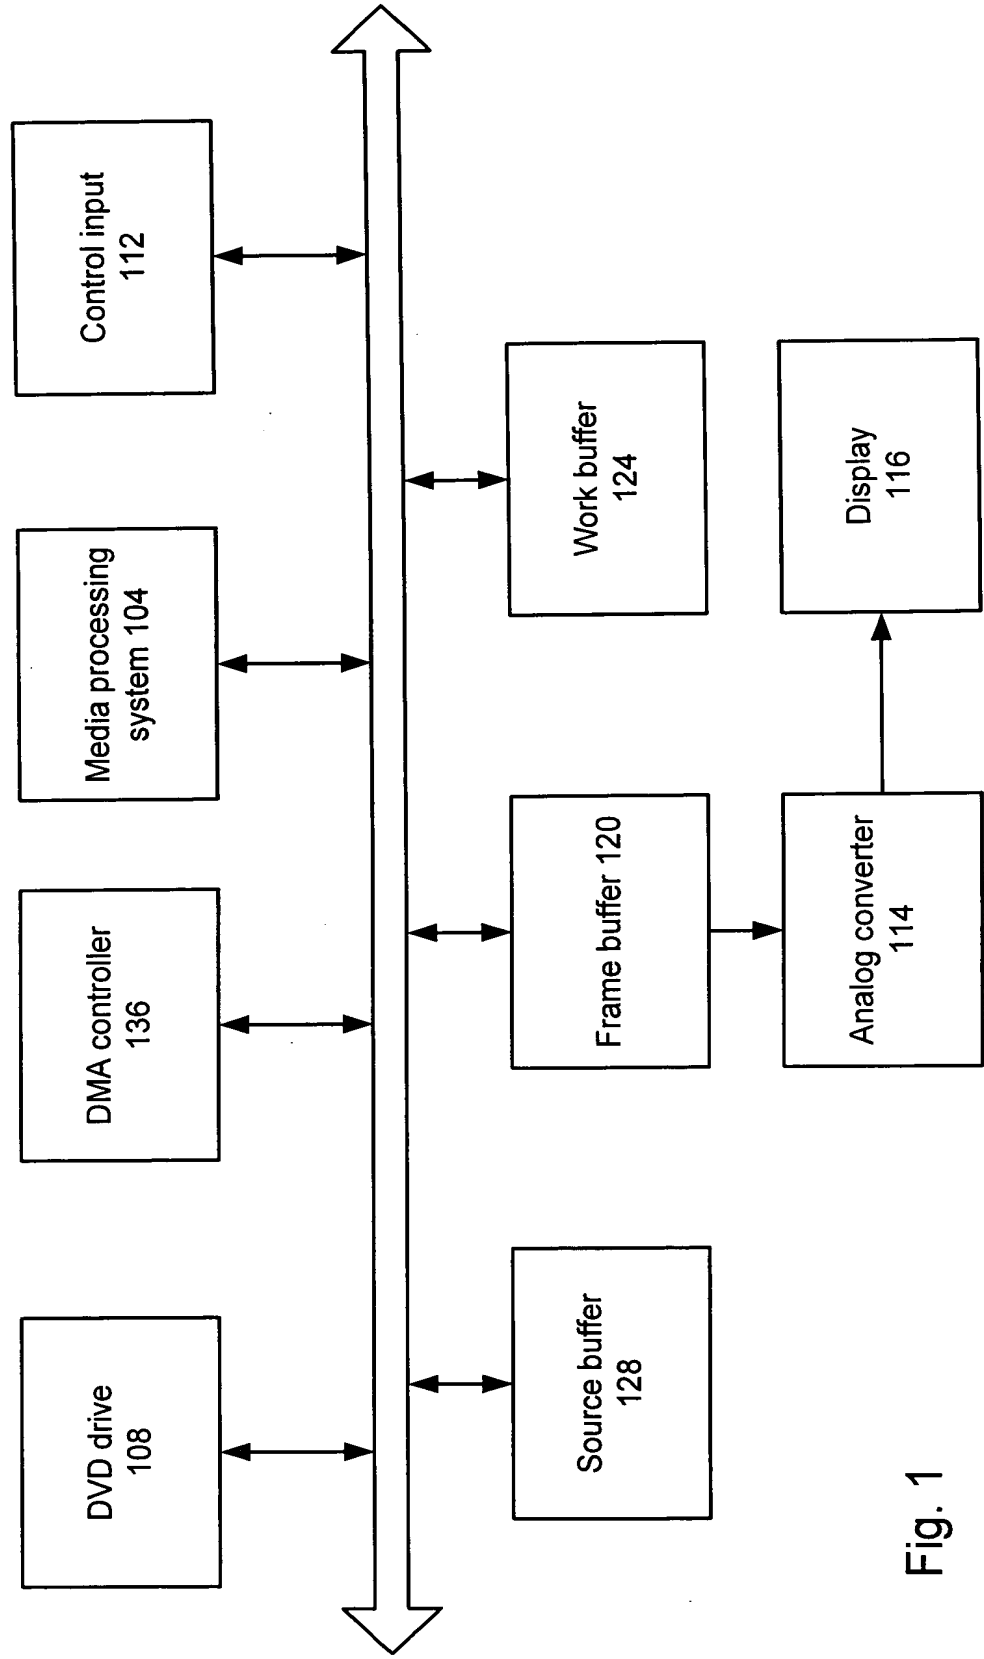 DVD drive
108
DMA controller
136
Media processing
system 104
Control input
112
Source buffer
128
Frame buffer 120
Work buffer
124
Analog converter
114
Display
116
Fig. 1